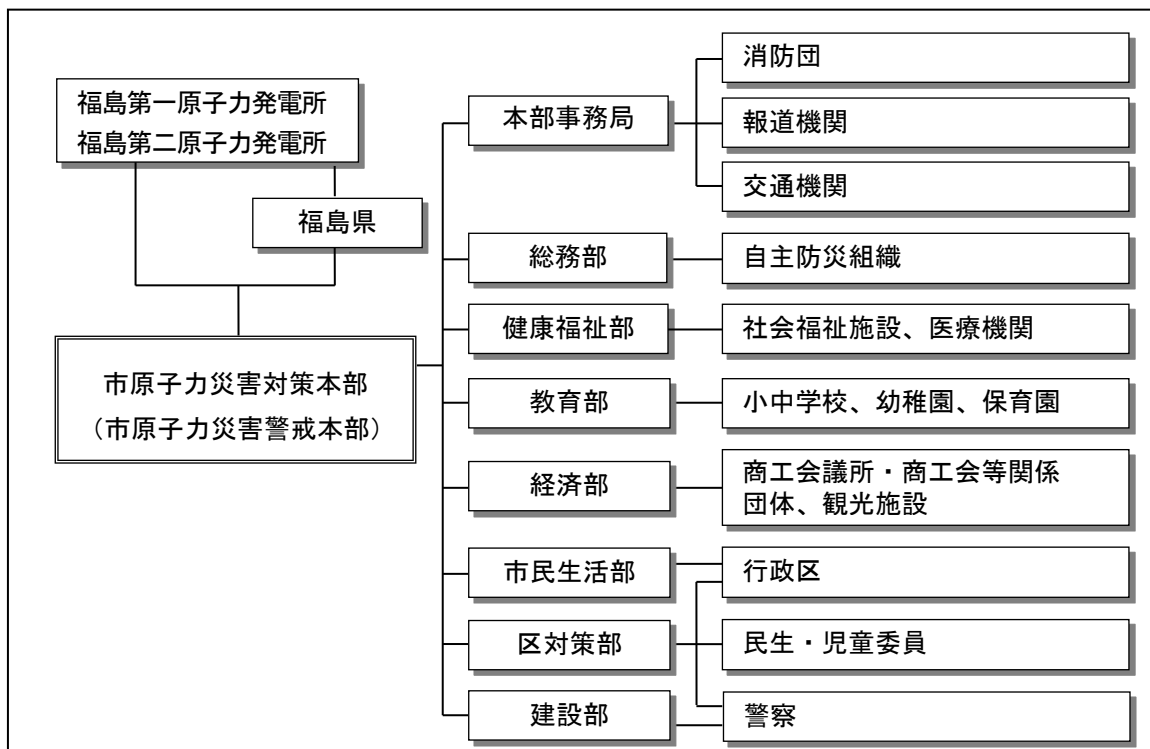 福島第一原子力発電所
福島第二原子力発電所
福島県
市原子力災害対策本部
（市原子力災害警戒本部）
本部事務局
消防団
報道機関
交通機関
総務部
自主防災組織
健康福祉部
社会福祉施設、医療機関
教育部
小中学校、幼稚園、保育園
経済部
商工会議所・商工会等関係
団体、観光施設
市民生活部
行政区
区対策部
民生・児童委員
建設部
警察